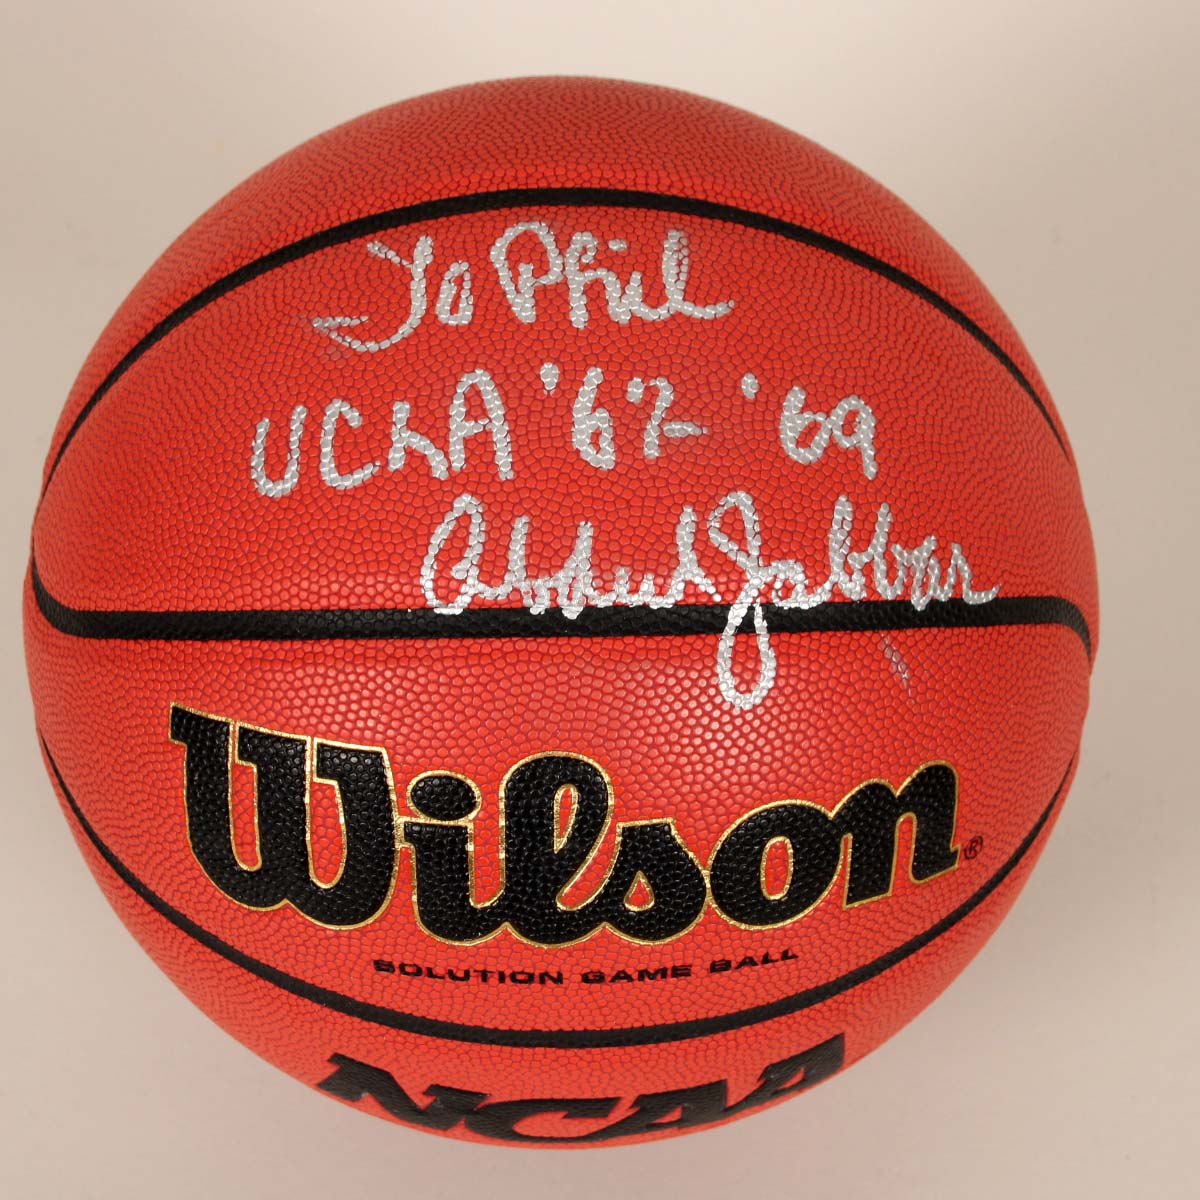 To Phil
UCLA '67-'69
Abdul Jabbar
Wilson®
SOLUTION GAME BALL
NCAA